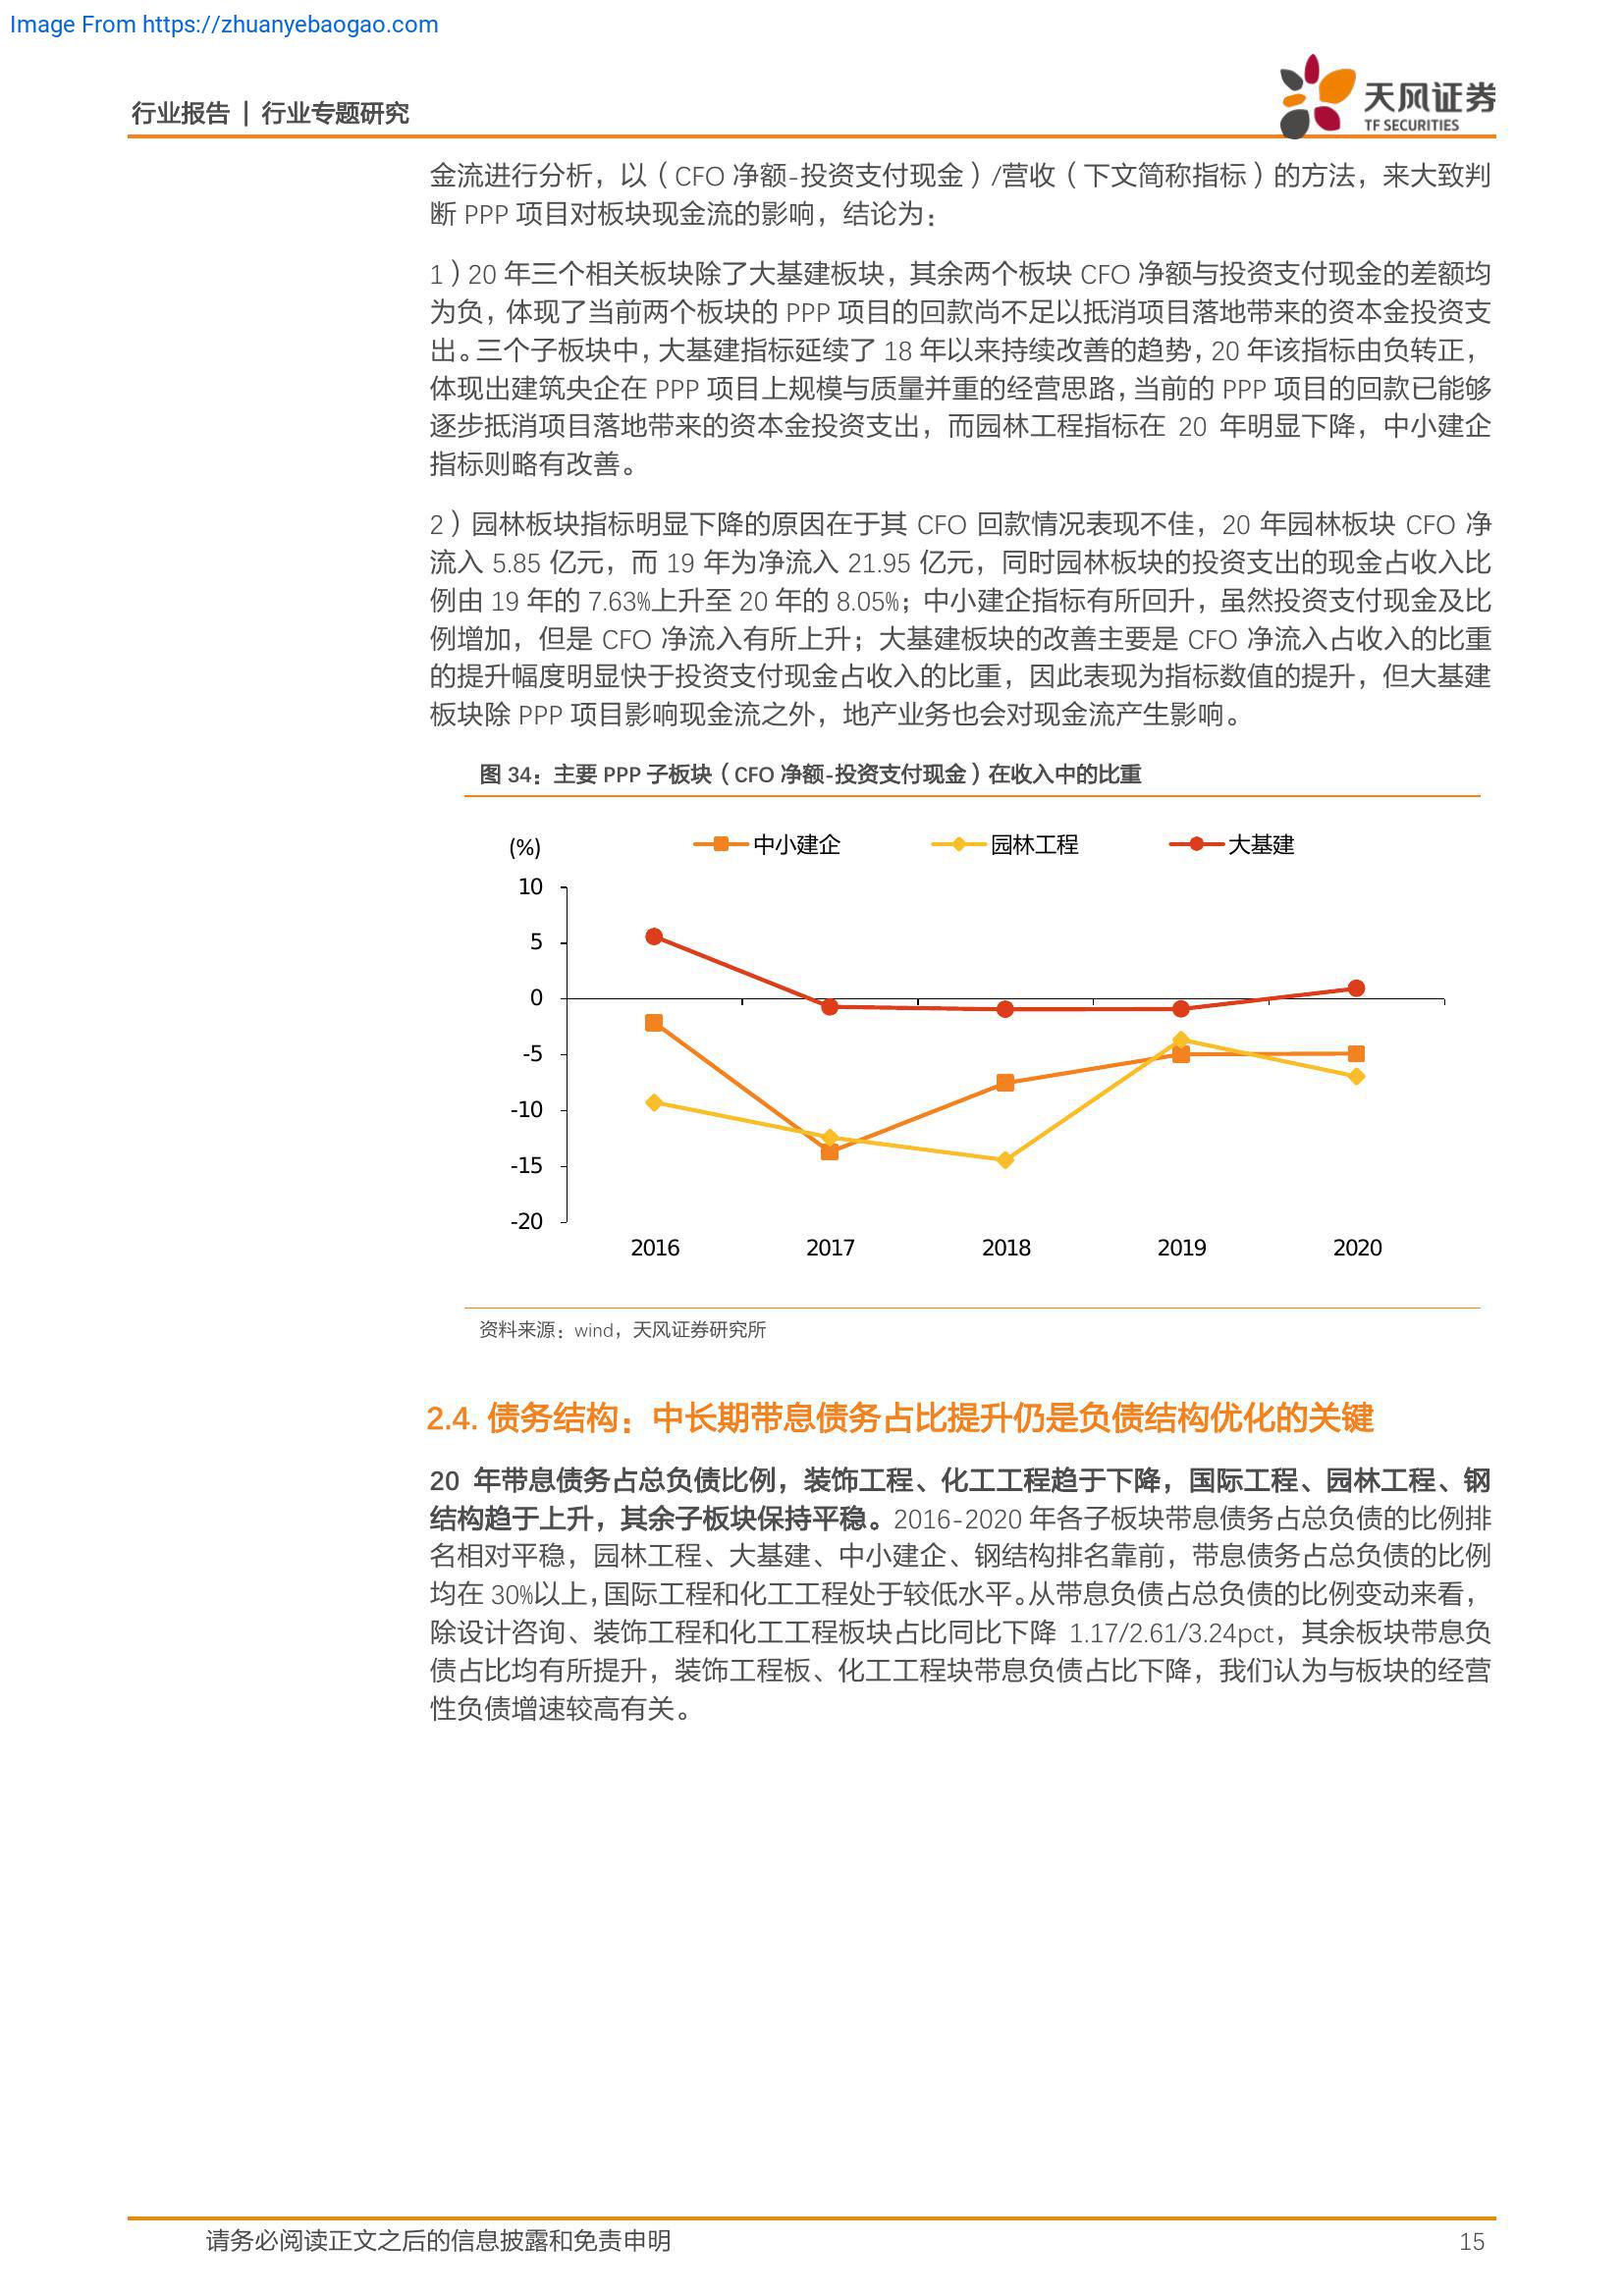 Image From https://zhuanyebaogao.com
行业报告 | 行业专题研究
天风证券
TF SECURITIES
金流进行分析，以（CFO 净额-投资支付现金）/营收（下文简称指标）的方法，来大致判
断 PPP 项目对板块现金流的影响，结论为：
1）20 年三个相关板块除了大基建板块，其余两个板块 CFO 净额与投资支付现金的差额均
为负，体现了当前两个板块的 PPP 项目的回款尚不足以抵消项目落地带来的资本金投资支
出。三个子板块中，大基建指标延续了 18 年以来持续改善的趋势，20 年该指标由负转正，
体现出建筑央企在 PPP 项目上规模与质量并重的经营思路，当前的 PPP 项目的回款已能够
逐步抵消项目落地带来的资本金投资支出，而园林工程指标在 20 年明显下降，中小建企
指标则略有改善。
2）园林板块指标明显下降的原因在于其 CFO 回款情况表现不佳，20 年园林板块 CFO 净
流入 5.85 亿元，而 19 年为净流入 21.95 亿元，同时园林板块的投资支出的现金占收入比
例由 19 年的 7.63%上升至 20 年的 8.05%；中小建企指标有所回升，虽然投资支付现金及比
例增加，但是 CFO 净流入有所上升；大基建板块的改善主要是 CFO 净流入占收入的比重
的提升幅度明显快于投资支付现金占收入的比重，因此表现为指标数值的提升，但大基建
板块除 PPP 项目影响现金流之外，地产业务也会对现金流产生影响。
图 34：主要 PPP 子板块（CFO 净额-投资支付现金）在收入中的比重
(%)
中小建企 园林工程 大基建
10
5
0
-5
-10
-15
-20
2016 2017 2018 2019 2020
资料来源：wind，天风证券研究所
2.4. 债务结构：中长期带息债务占比提升仍是负债结构优化的关键
20 年带息债务占总负债比例，装饰工程、化工工程趋于下降，国际工程、园林工程、钢
结构趋于上升，其余子板块保持平稳。2016-2020 年各子板块带息债务占总负债的比例排
名相对平稳，园林工程、大基建、中小建企、钢结构排名靠前，带息债务占总负债的比例
均在 30%以上，国际工程和化工工程处于较低水平。从带息负债占总负债的比例变动来看，
除设计咨询、装饰工程和化工工程板块占比同比下降 1.17/2.61/3.24pct，其余板块带息负
债占比均有所提升，装饰工程板、化工工程块带息负债占比下降，我们认为与板块的经营
性负债增速较高有关。
请务必阅读正文之后的信息披露和免责申明
15